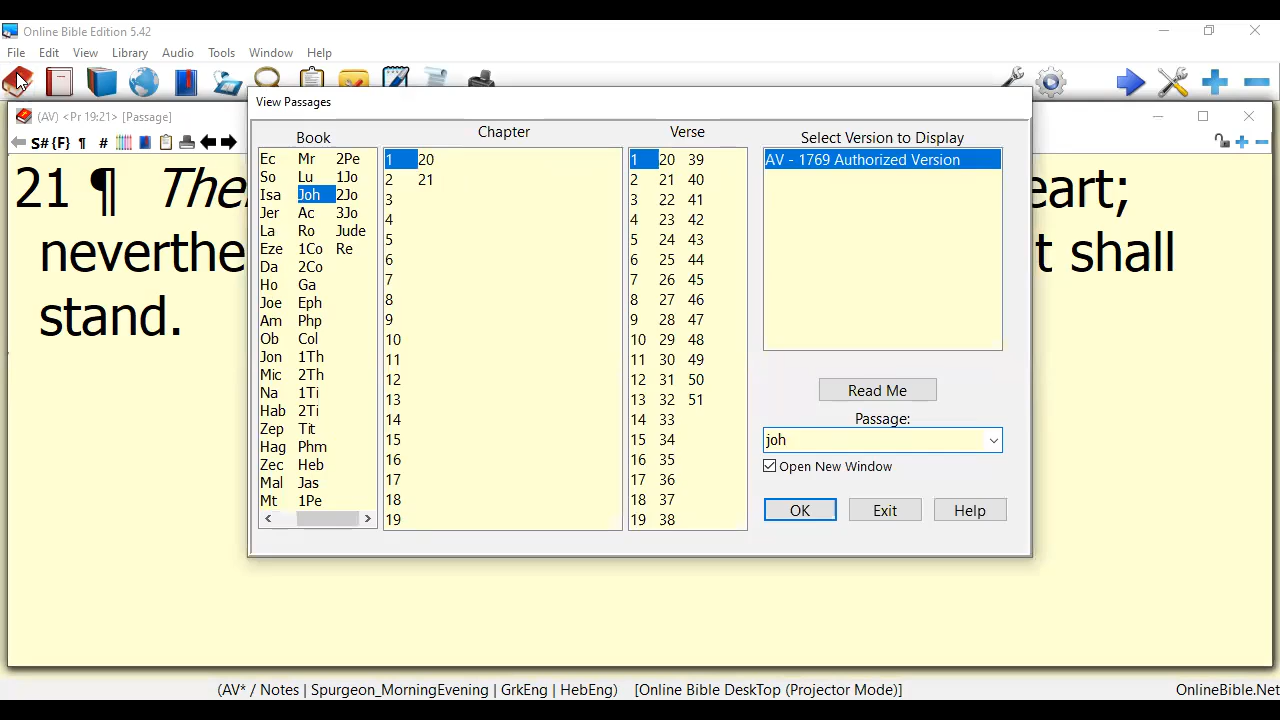 Online Bible Edition 5.42
File Edit View Library Audio Tools Window Help
(AV) <Pr 19:21> [Passage]
S# {F} ¶ #
21 ¶ The
eart;
neverthe
t shall
stand.
View Passages
Book
Ec Mr 2Pe
So Lu 1Jo
Isa Joh 2Jo
Jer Ac 3Jo
La Ro Jude
Eze 1Co Re
Da 2Co
Ho Ga
Joe Eph
Am Php
Ob Col
Jon 1Th
Mic 2Th
Na 1Ti
Hab 2Ti
Zep Tit
Hag Phm
Zec Heb
Mal Jas
Mt 1Pe
Chapter
1 20
2 21
3
4
5
6
7
8
9
10
11
12
13
14
15
16
17
18
19
Verse
1 20 39
2 21 40
3 22 41
4 23 42
5 24 43
6 25 44
7 26 45
8 27 46
9 28 47
10 29 48
11 30 49
12 31 50
13 32 51
14 33
15 34
16 35
17 36
18 37
19 38
Select Version to Display
AV - 1769 Authorized Version
Read Me
Passage:
joh
Open New Window
OK Exit Help
(AV* / Notes | Spurgeon_MorningEvening | GrkEng | HebEng) [Online Bible DeskTop (Projector Mode)]
OnlineBible.Net